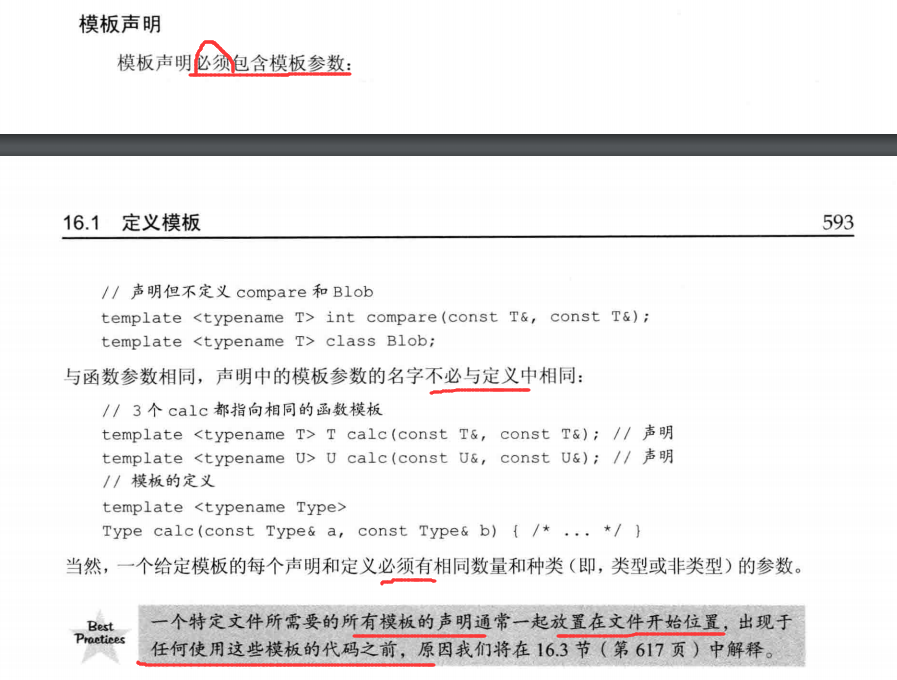 模板声明
模板声明必须包含模板参数:
16.1 定义模板 593
// 声明但不定义 compare 和 Blob
template <typename T> int compare(const T&, const T&);
template <typename T> class Blob;
与函数参数相同，声明中的模板参数的名字不必与定义中相同:
// 3 个 calc 都指向相同的函数模板
template <typename T> T calc(const T&, const T&); // 声明
template <typename U> U calc(const U&, const U&); // 声明
// 模板的定义
template <typename Type>
Type calc(const Type& a, const Type& b) { /* ... */ }
当然，一个给定模板的每个声明和定义必须有相同数量和种类（即，类型或非类型）的参数。
Best
Practices
一个特定文件所需要的所有模板的声明通常一起放置在文件开始位置，出现于
任何使用这些模板的代码之前，原因我们将在 16.3 节（第 617 页）中解释。